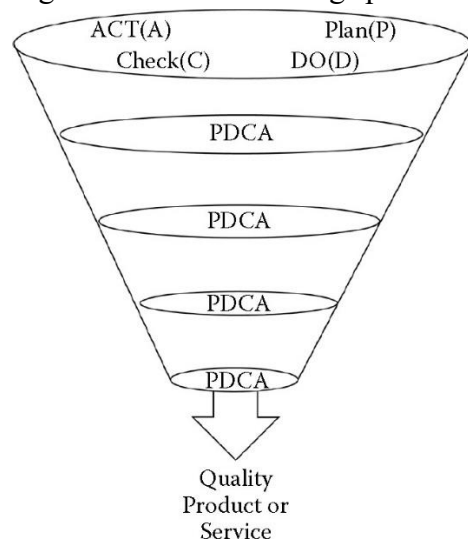 ACT(A) Plan(P)
Check(C) DO(D)
PDCA
PDCA
PDCA
PDCA
Quality
Product or
Service